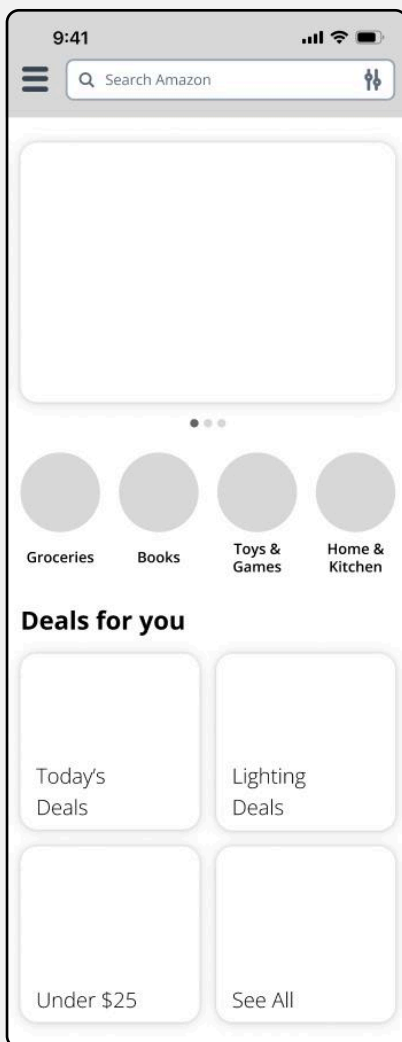 9:41
Search Amazon
Groceries
Books
Toys &
Games
Home &
Kitchen
Deals for you
Today's
Deals
Lighting
Deals
Under $25
See All